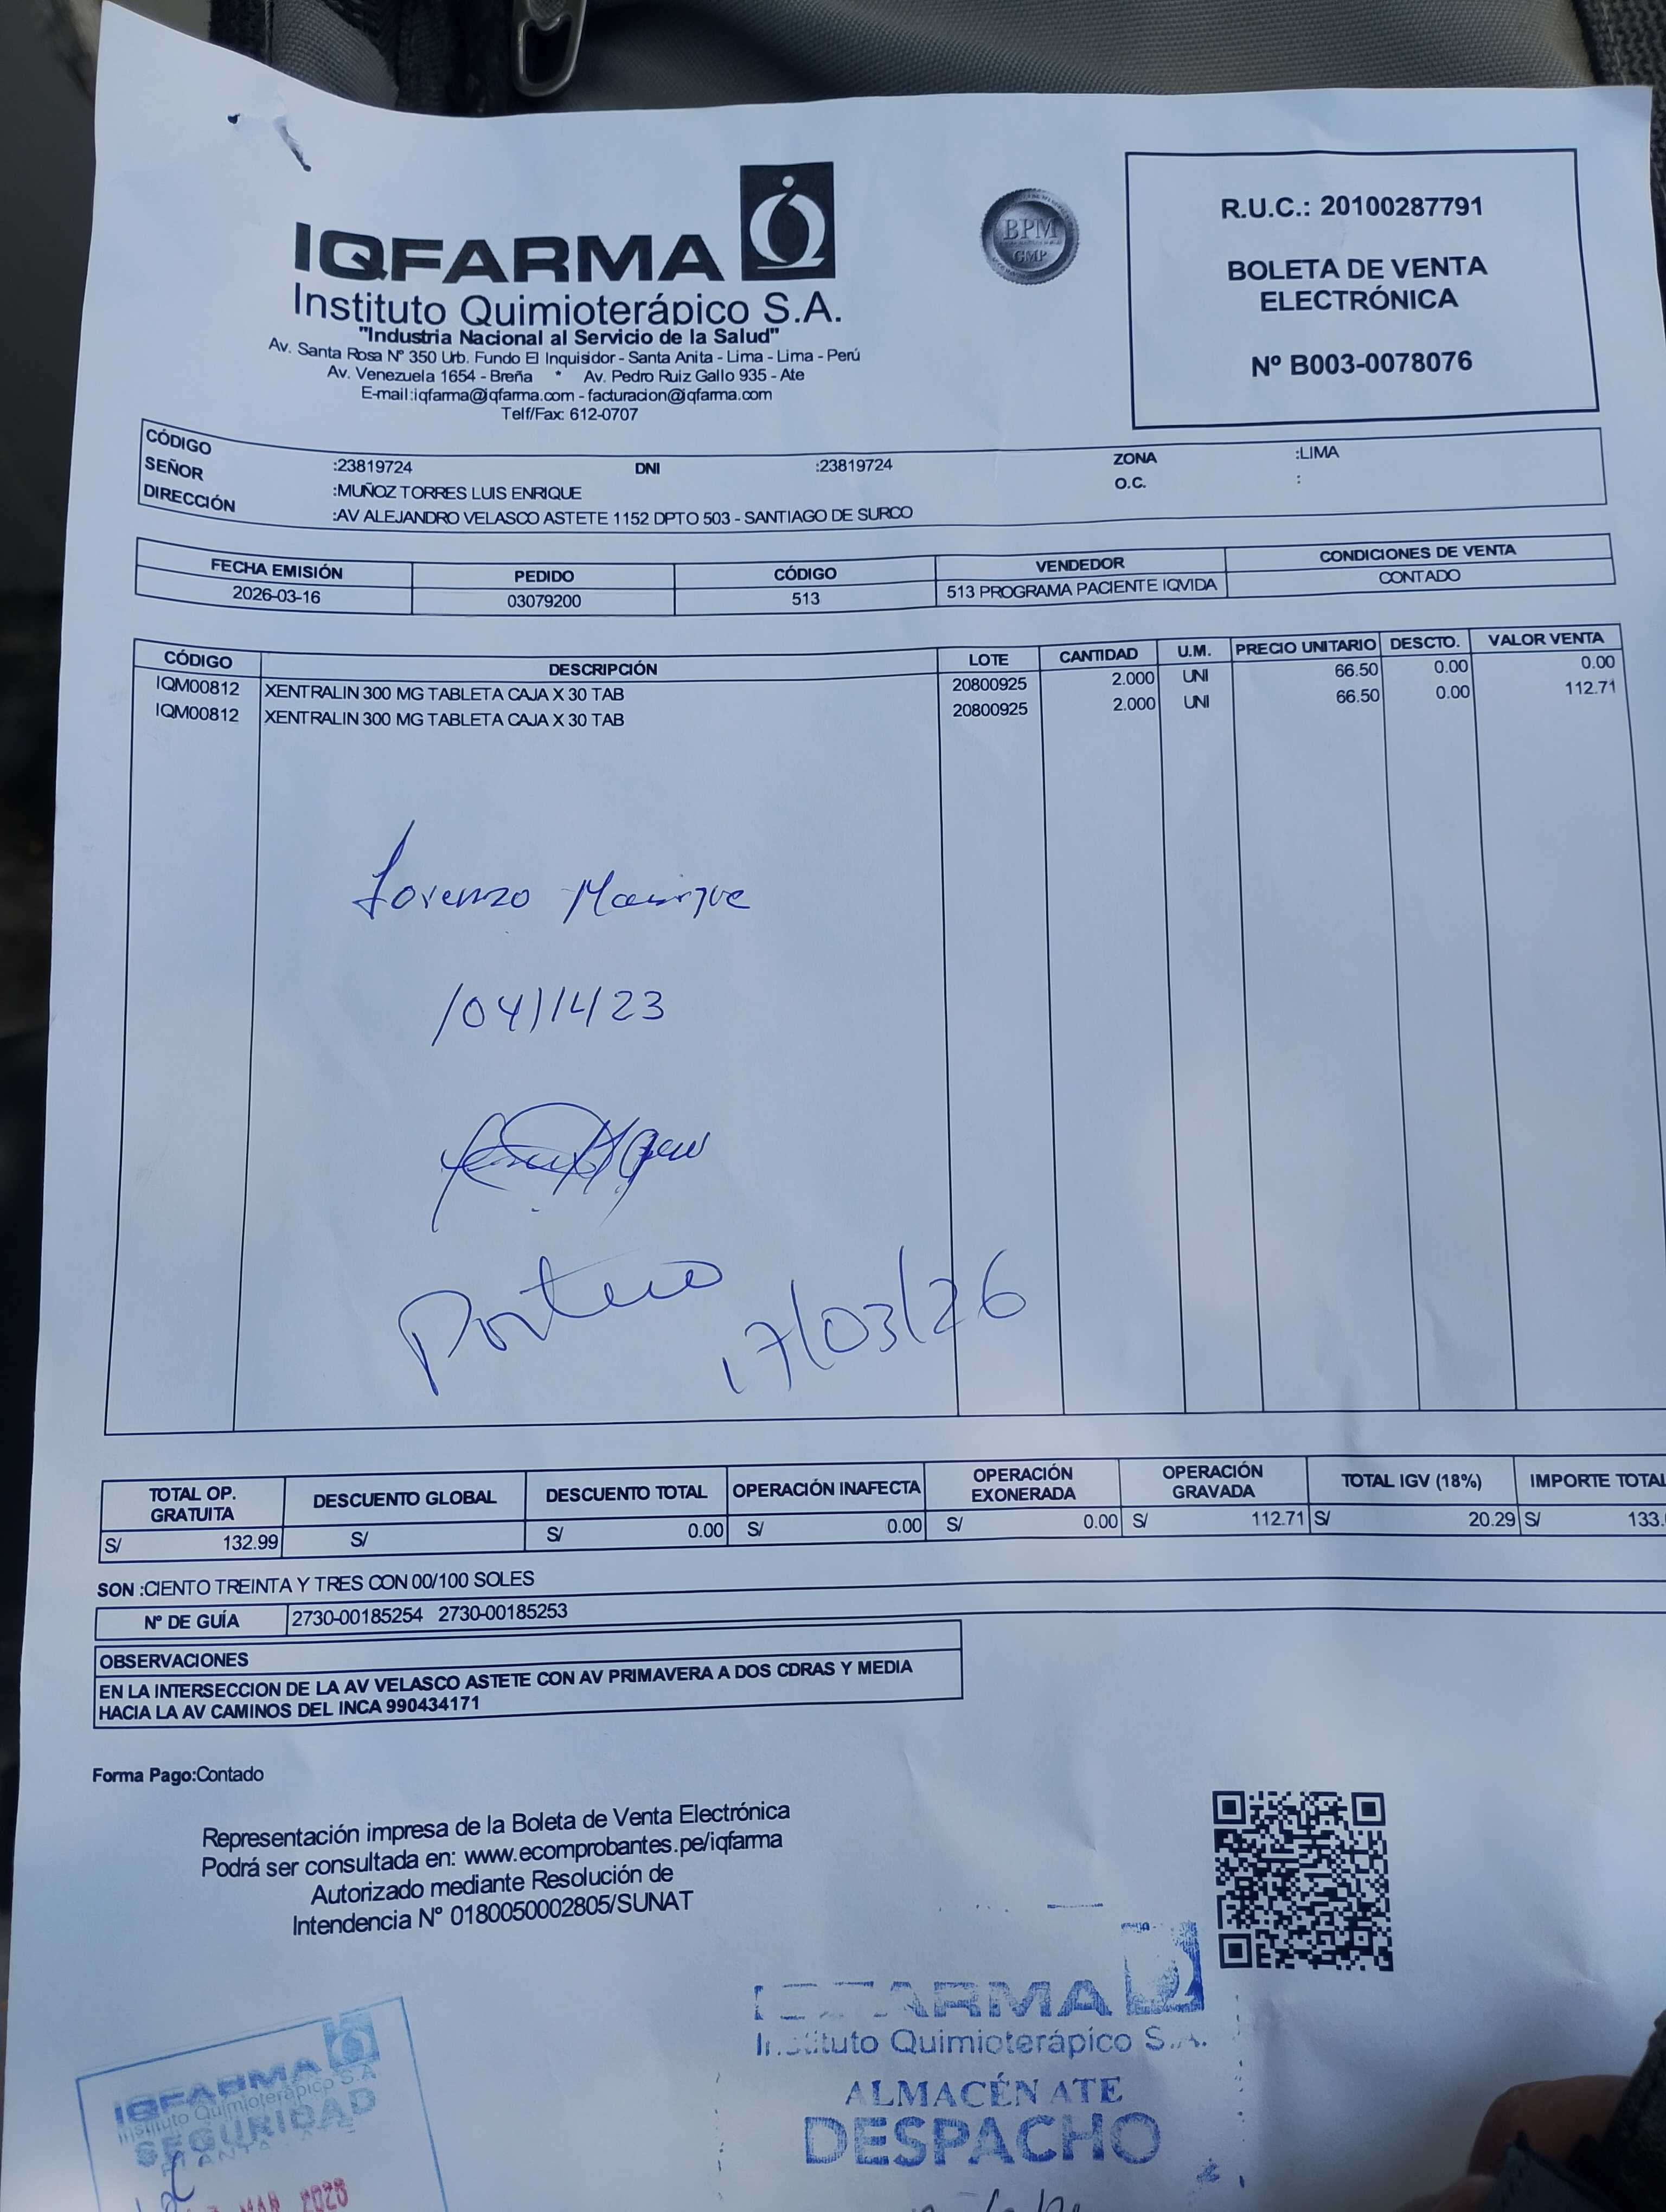 IQFARMA
Instituto Quimioterápico S.A.
"Industria Nacional al Servicio de la Salud"
Av. Santa Rosa Nº 350 Urb. Fundo El Inquisidor - Santa Anita - Lima - Lima - Perú
Av. Venezuela 1654 - Breña * Av. Pedro Ruiz Gallo 935 - Ate
E-mail:iqfarma@iqfarma.com - facturacion@iqfarma.com
Telf/Fax: 612-0707
BPM
GMP
R.U.C.: 20100287791
BOLETA DE VENTA
ELECTRÓNICA
Nº B003-0078076
CÓDIGO :23819724 DNI :23819724 ZONA :LIMA
SEÑOR :MUÑOZ TORRES LUIS ENRIQUE O.C. :
DIRECCIÓN :AV ALEJANDRO VELASCO ASTETE 1152 DPTO 503 - SANTIAGO DE SURCO
FECHA EMISIÓN PEDIDO CÓDIGO VENDEDOR CONDICIONES DE VENTA
2026-03-16 03079200 513 513 PROGRAMA PACIENTE IQVIDA CONTADO
CÓDIGO DESCRIPCIÓN LOTE CANTIDAD U.M. PRECIO UNITARIO DESCTO. VALOR VENTA
IQM00812 XENTRALIN 300 MG TABLETA CAJA X 30 TAB 20800925 2.000 UNI 66.50 0.00 0.00
IQM00812 XENTRALIN 300 MG TABLETA CAJA X 30 TAB 20800925 2.000 UNI 66.50 0.00 112.71
Lorenzo Manrique
Portero 17/03/26
TOTAL OP. GRATUITA DESCUENTO GLOBAL DESCUENTO TOTAL OPERACIÓN INAFECTA OPERACIÓN EXONERADA OPERACIÓN GRAVADA TOTAL IGV (18%) IMPORTE TOTAL
S/ 132.99 S/ S/ 0.00 S/ 0.00 S/ 0.00 S/ 112.71 S/ 20.29 S/ 133.
SON :CIENTO TREINTA Y TRES CON 00/100 SOLES
Nº DE GUÍA 2730-00185254 2730-00185253
OBSERVACIONES
EN LA INTERSECCION DE LA AV VELASCO ASTETE CON AV PRIMAVERA A DOS CDRAS Y MEDIA
HACIA LA AV CAMINOS DEL INCA 990434171
Forma Pago:Contado
Representación impresa de la Boleta de Venta Electrónica
Podrá ser consultada en: www.ecomprobantes.pe/iqfarma
Autorizado mediante Resolución de
Intendencia Nº 0180050002805/SUNAT
Instituto Quimioterápico S.A.
ALMACÉN ATE
DESPACHO
IQFARMA
Instituto Quimioterápico S.A
SEGURIDAD
MAR 2026